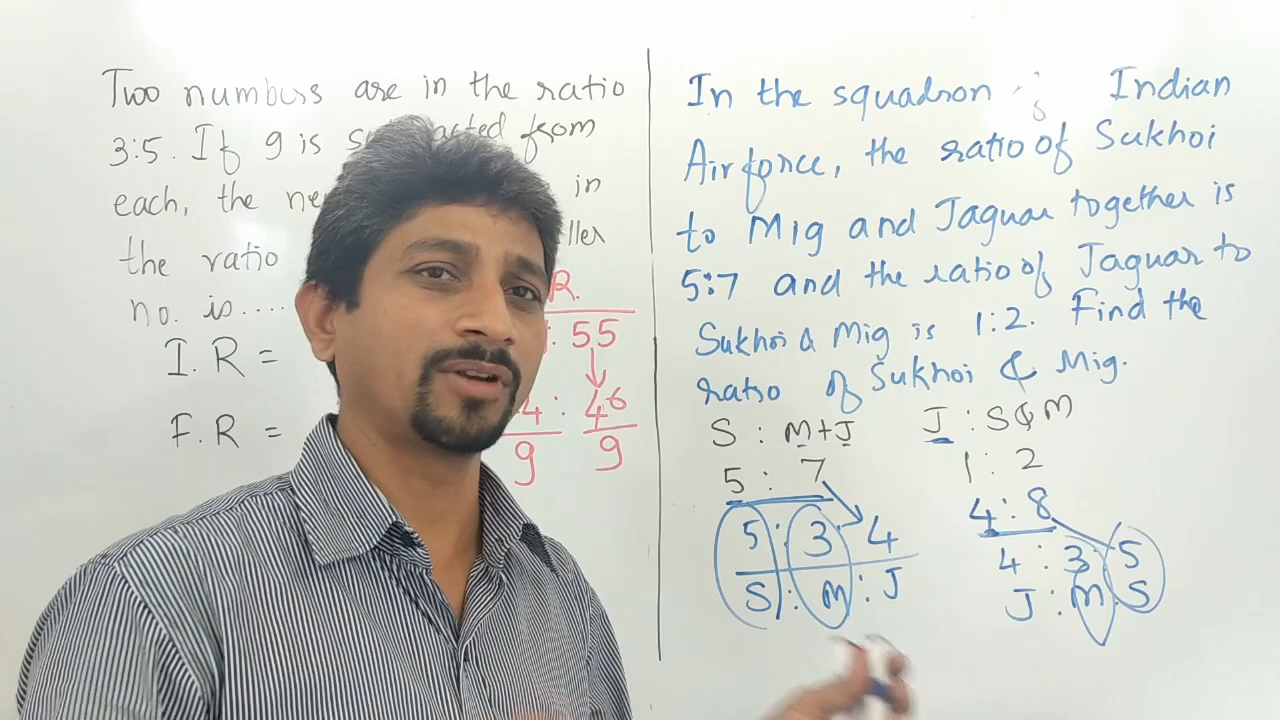 Two numbers are in the ratio
3:5. If 9 is from
each, the in
the ratio
no. is....
I.R =
R.
: 55
F.R =
4 : 46
9 9
In the squadron Indian
Airforce, the ratio of Sukhoi
to Mig and Jaguar together is
5:7 and the ratio of Jaguar to
Sukhoi & Mig is 1:2. Find the
ratio of Sukhoi & Mig.
S : M+J
5 : 7
5 : 3 : 4
S : M : J
J : S&M
1 : 2
4 : 8
4 : 3 : 5
J : M : S